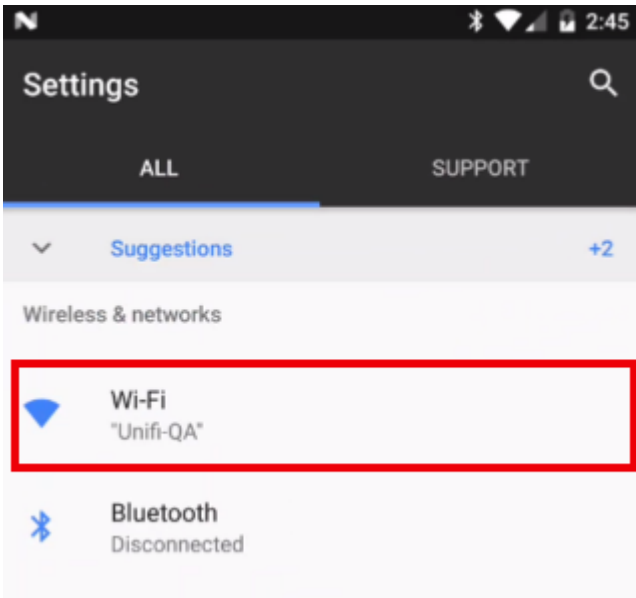 2:45
Settings
ALL SUPPORT
Suggestions +2
Wireless & networks
Wi-Fi
"Unifi-QA"
Bluetooth
Disconnected